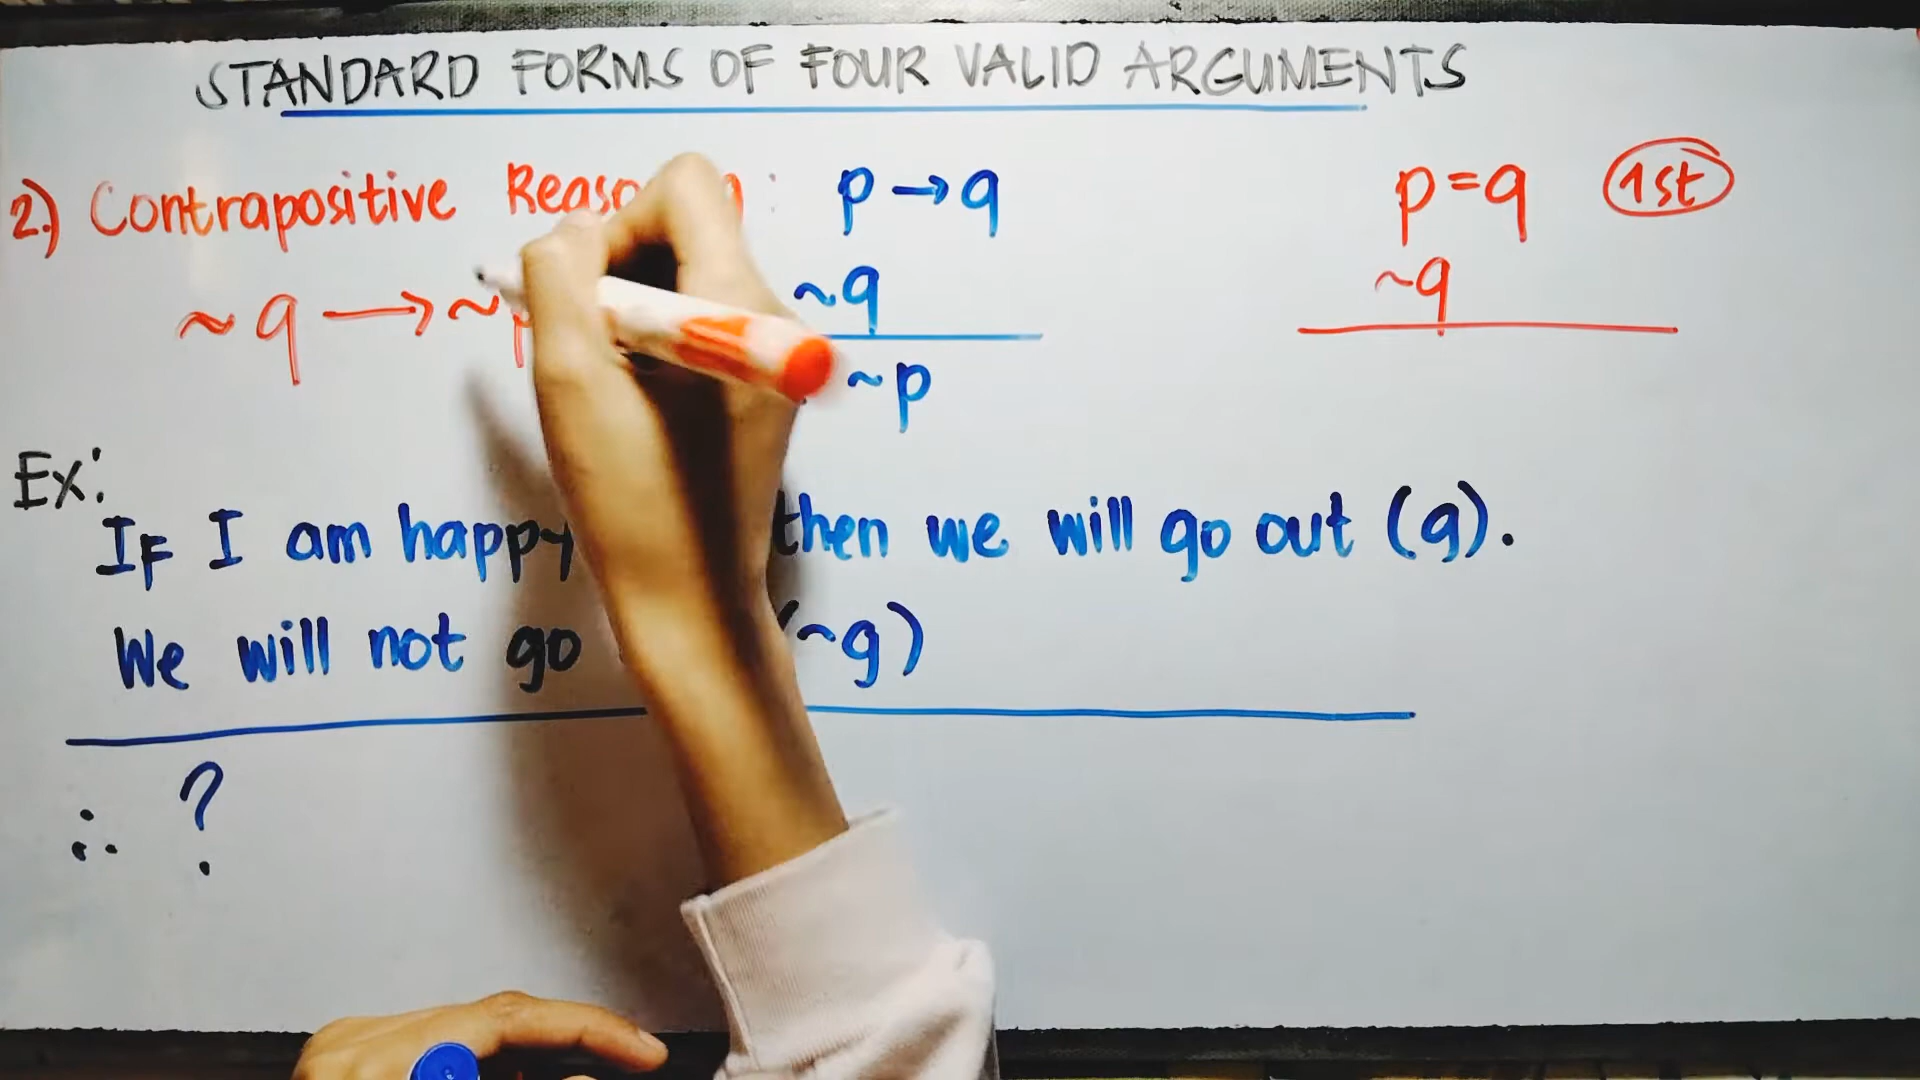 STANDARD FORMS OF FOUR VALID ARGUMENTS
2.) Contrapositive : p → q
~q
~p
~q → ~p
p = q 1st
~q
Ex:
If I am happy then we will go out (g).
We will not go (~g)
∴ ?